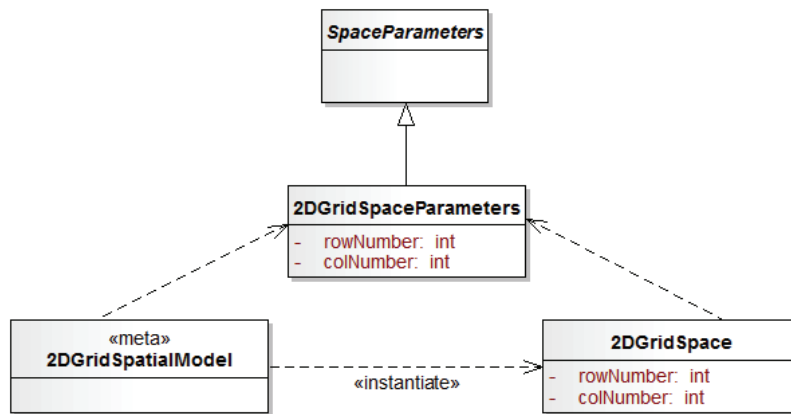 SpaceParameters
2DGridSpaceParameters
- rowNumber: int
- colNumber: int
«meta»
2DGridSpatialModel
«instantiate»
2DGridSpace
- rowNumber: int
- colNumber: int